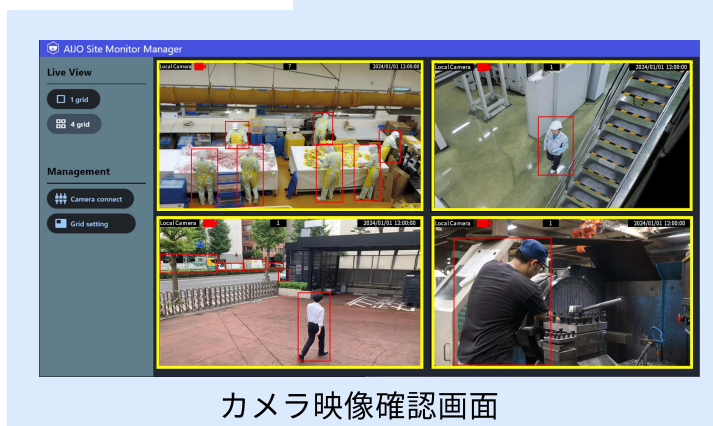 AIJO Site Monitor Manager
Live View
1 grid
4 grid
Management
Camera connect
Grid setting
Local Camera 7 2024/01/01 12:00:00
Local Camera 1 2024/01/01 12:00:00
Local Camera 1 2024/01/01 12:00:00
Local Camera 1 2024/01/01 12:00:00
カメラ映像確認画面